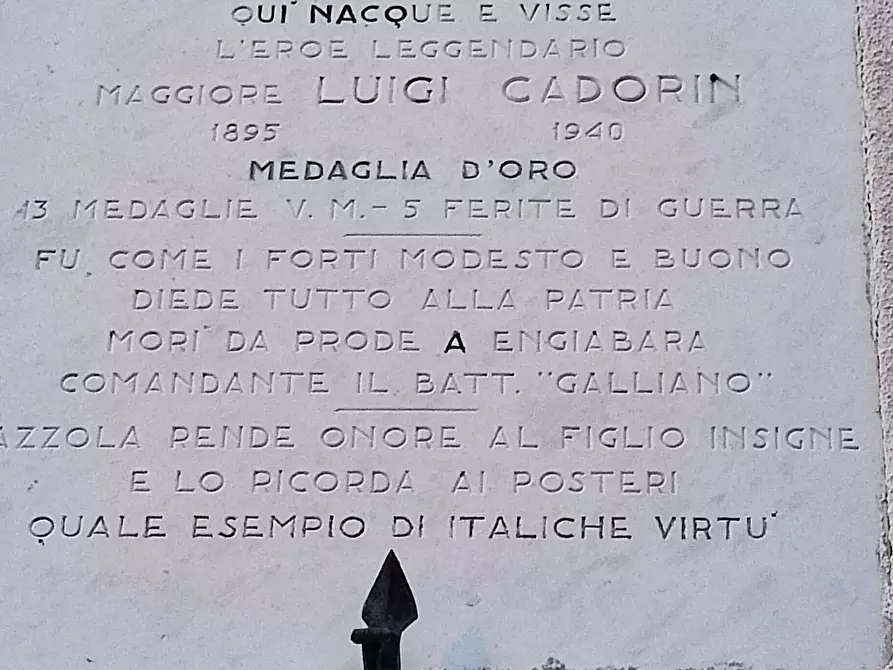 QUI' NACQUE E VISSE
L'EROE LEGGENDARIO
MAGGIORE LUIGI CADORIN
1895 1940
MEDAGLIA D'ORO
13 MEDAGLIE V. M. - 5 FERITE DI GUERRA
FU, COME I FORTI MODESTO E BUONO
DIEDE TUTTO ALLA PATRIA
MORI' DA PRODE A ENGIABARA
COMANDANTE IL BATT. "GALLIANO"
AZZOLA RENDE ONORE AL FIGLIO INSIGNE
E LO RICORDA AI POSTERI
QUALE ESEMPIO DI ITALICHE VIRTU'